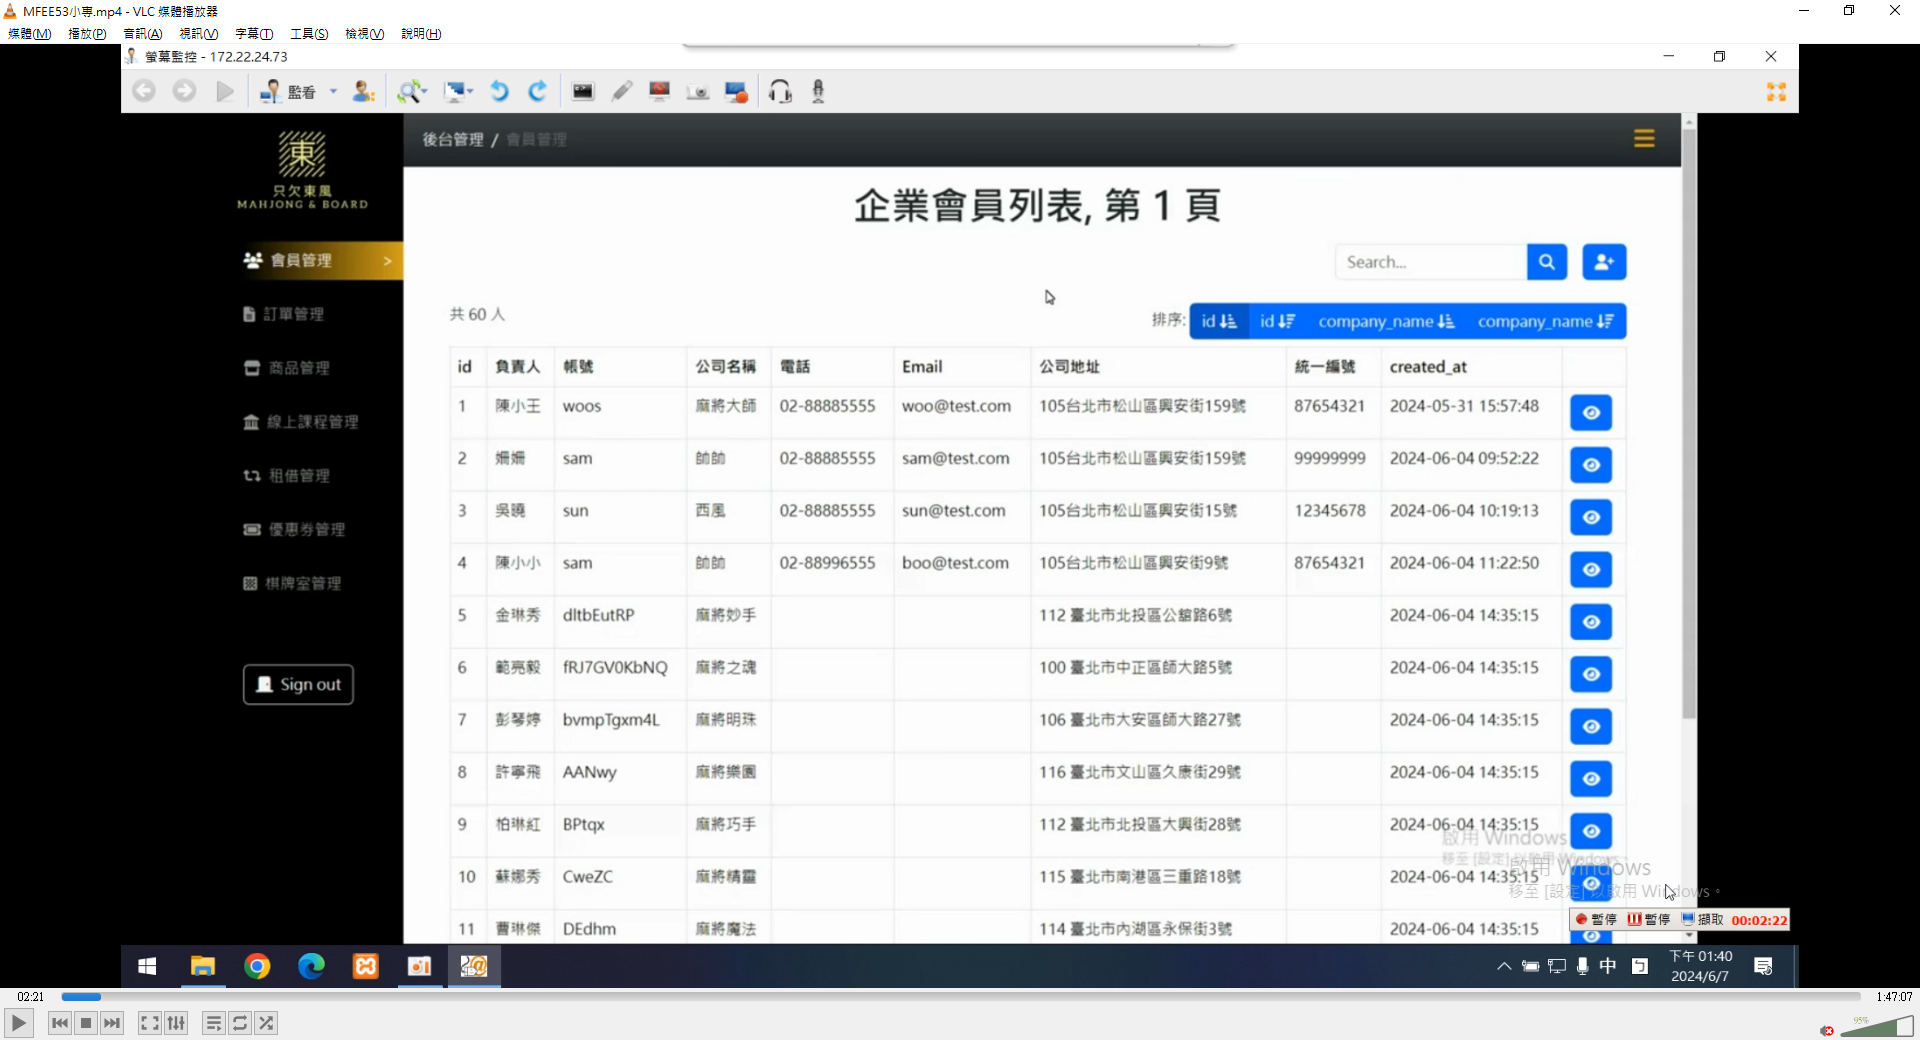 MFEE53小專.mp4 - VLC 媒體播放器
媒體(M) 播放(P) 音訊(A) 視訊(V) 字幕(T) 工具(S) 檢視(V) 說明(H)
螢幕監控 - 172.22.24.73
監看
東
只欠東風
MAHJONG & BOARD
後台管理 / 會員管理
企業會員列表, 第 1 頁
會員管理 >
訂單管理
商品管理
線上課程管理
租借管理
優惠券管理
棋牌室管理
Sign out
Search...
共 60 人
排序: id id company_name company_name
id 負責人 帳號 公司名稱 電話 Email 公司地址 統一編號 created_at
1 陳小王 woos 麻將大師 02-88885555 woo@test.com 105台北市松山區興安街159號 87654321 2024-05-31 15:57:48
2 姍姍 sam 帥帥 02-88885555 sam@test.com 105台北市松山區興安街159號 99999999 2024-06-04 09:52:22
3 吳曉 sun 西風 02-88885555 sun@test.com 105台北市松山區興安街15號 12345678 2024-06-04 10:19:13
4 陳小小 sam 帥帥 02-88996555 boo@test.com 105台北市松山區興安街9號 87654321 2024-06-04 11:22:50
5 金琳秀 dltbEutRP 麻將妙手 112 臺北市北投區公館路6號 2024-06-04 14:35:15
6 範亮毅 fRJ7GV0KbNQ 麻將之魂 100 臺北市中正區師大路5號 2024-06-04 14:35:15
7 彭琴婷 bvmpTgxm4L 麻將明珠 106 臺北市大安區師大路27號 2024-06-04 14:35:15
8 許寧飛 AANwy 麻將樂園 116 臺北市文山區久康街29號 2024-06-04 14:35:15
9 柏琳紅 BPtqx 麻將巧手 112 臺北市北投區大興街28號 2024-06-04 14:35:15
10 蘇娜秀 CweZC 麻將精靈 115 臺北市南港區三重路18號 2024-06-04 14:35:15
11 曹琳傑 DEdhm 麻將魔法 114 臺北市內湖區永保街3號 2024-06-04 14:35:15
啟用 Windows
移至 [設定] 以啟用 Windows。
啟用 Windows
移至 [設定] 以啟用 Windows。
暫停 暫停 擷取 00:02:22
中
下午 01:40
2024/6/7
02:21
1:47:07
95%